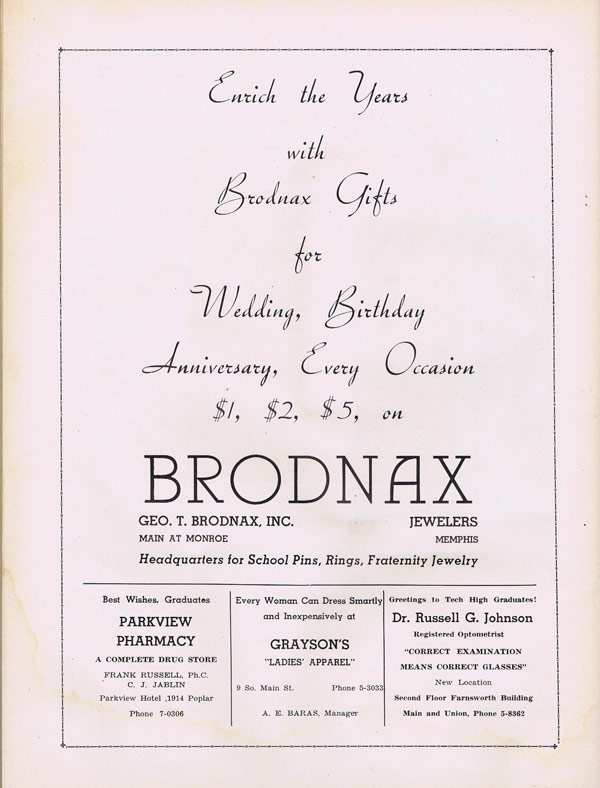 Enrich the Years
with
Brodnax Gifts
for
Wedding, Birthday
Anniversary, Every Occasion
$1, $2, $5, on
BRODNAX
GEO. T. BRODNAX, INC. JEWELERS
MAIN AT MONROE MEMPHIS
Headquarters for School Pins, Rings, Fraternity Jewelry
Best Wishes, Graduates
PARKVIEW
PHARMACY
A COMPLETE DRUG STORE
FRANK RUSSELL, Ph.C.
C. J. JABLIN
Parkview Hotel ,1914 Poplar
Phone 7-0306
Every Woman Can Dress Smartly
and Inexpensively at
GRAYSON'S
"LADIES' APPAREL"
9 So. Main St. Phone 5-3033
A. E. BARAS, Manager
Greetings to Tech High Graduates!
Dr. Russell G. Johnson
Registered Optometrist
"CORRECT EXAMINATION
MEANS CORRECT GLASSES"
New Location
Second Floor Farnsworth Building
Main and Union, Phone 5-8362